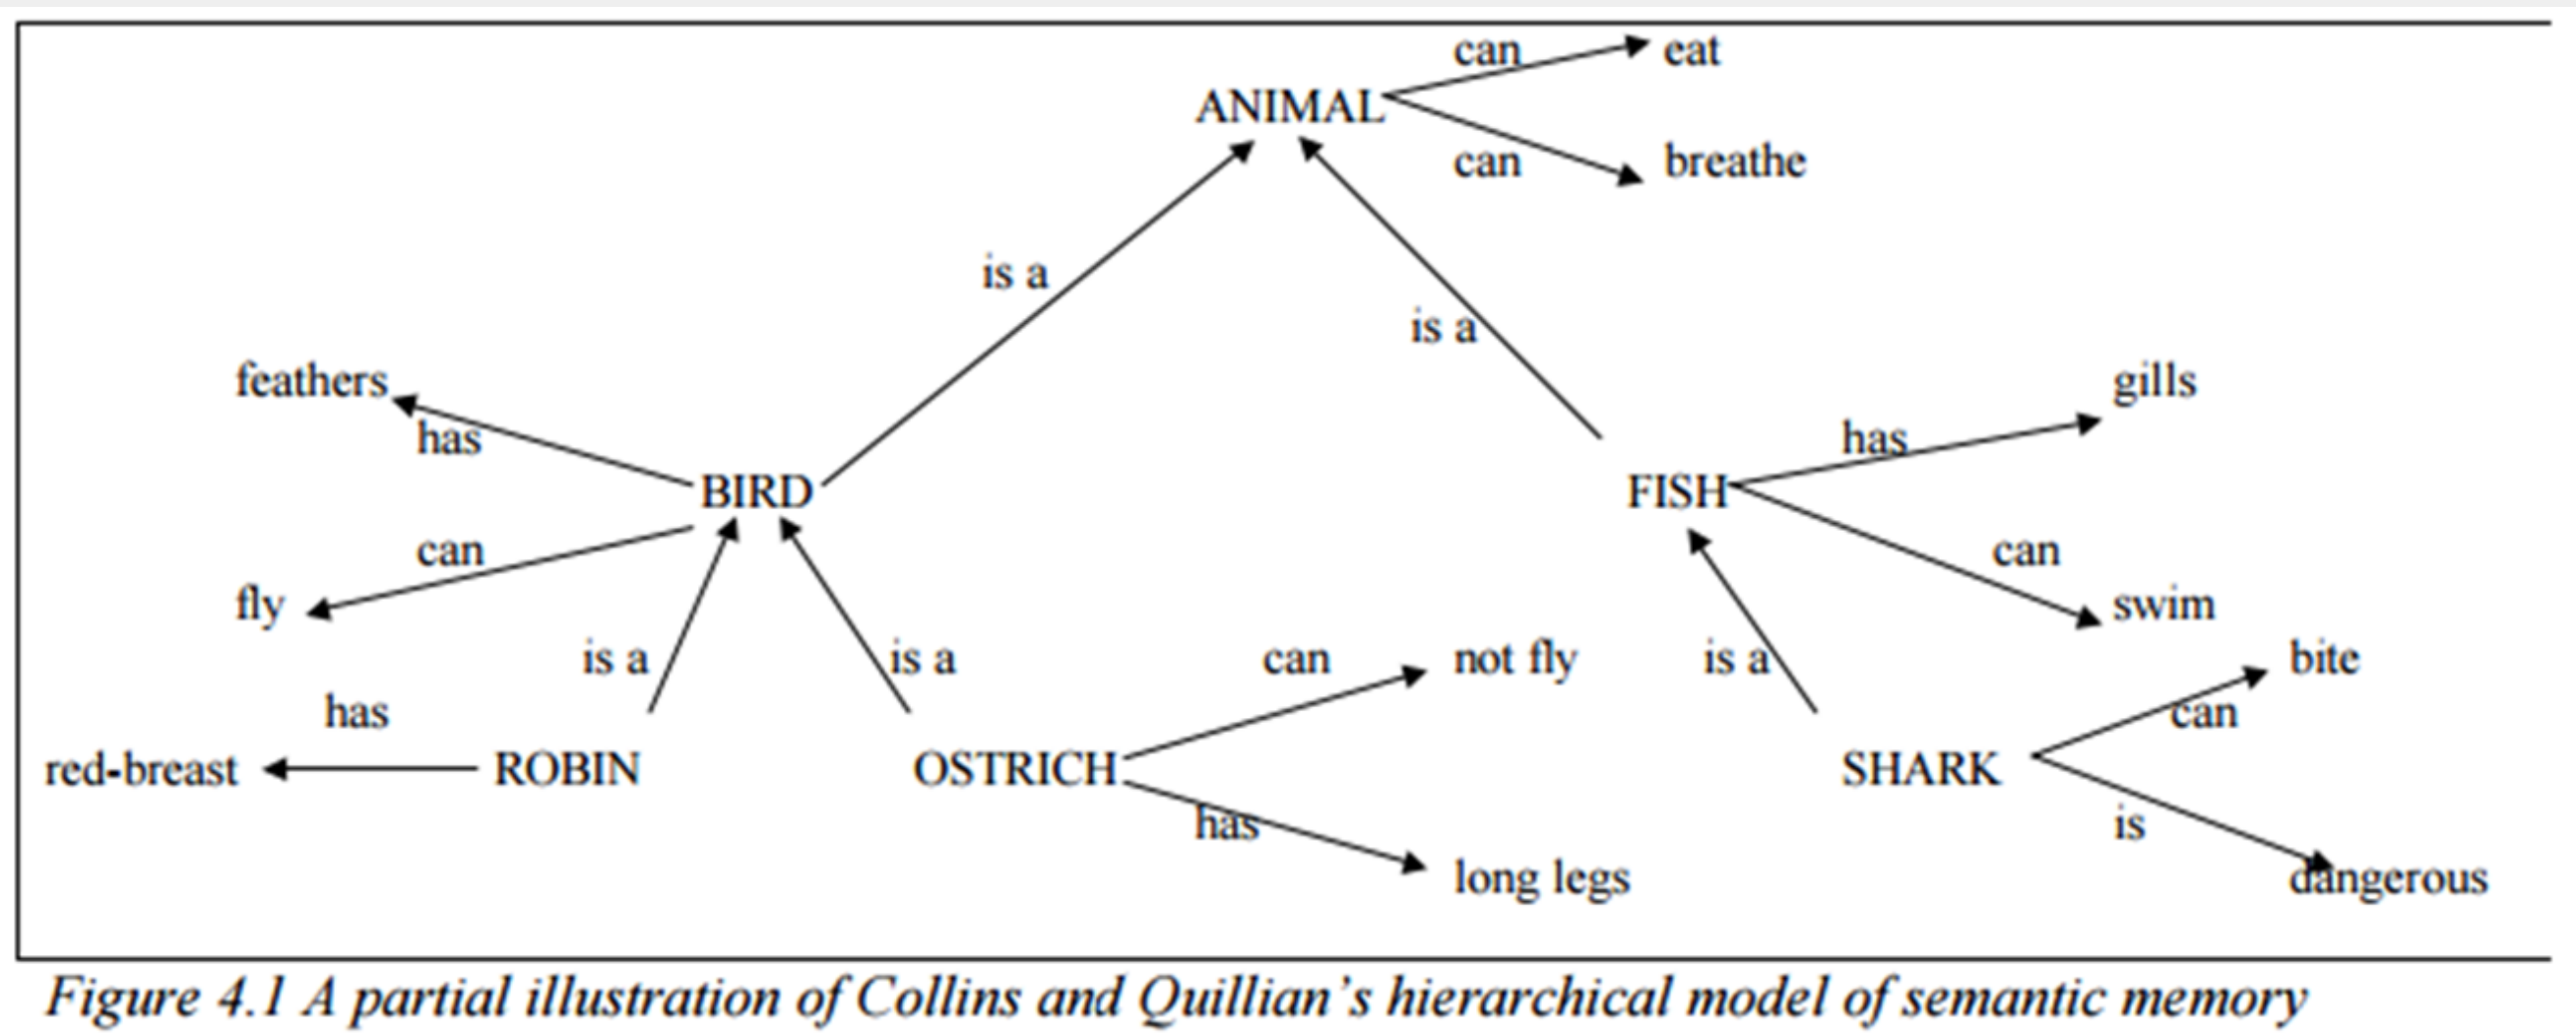 can eat
ANIMAL
can breathe
is a
is a
feathers
gills
has
has
BIRD
FISH
can
can
fly
swim
is a
is a
can
not fly
is a
bite
has
can
red-breast
ROBIN
OSTRICH
SHARK
has
is
long legs
dangerous
Figure 4.1 A partial illustration of Collins and Quillian's hierarchical model of semantic memory